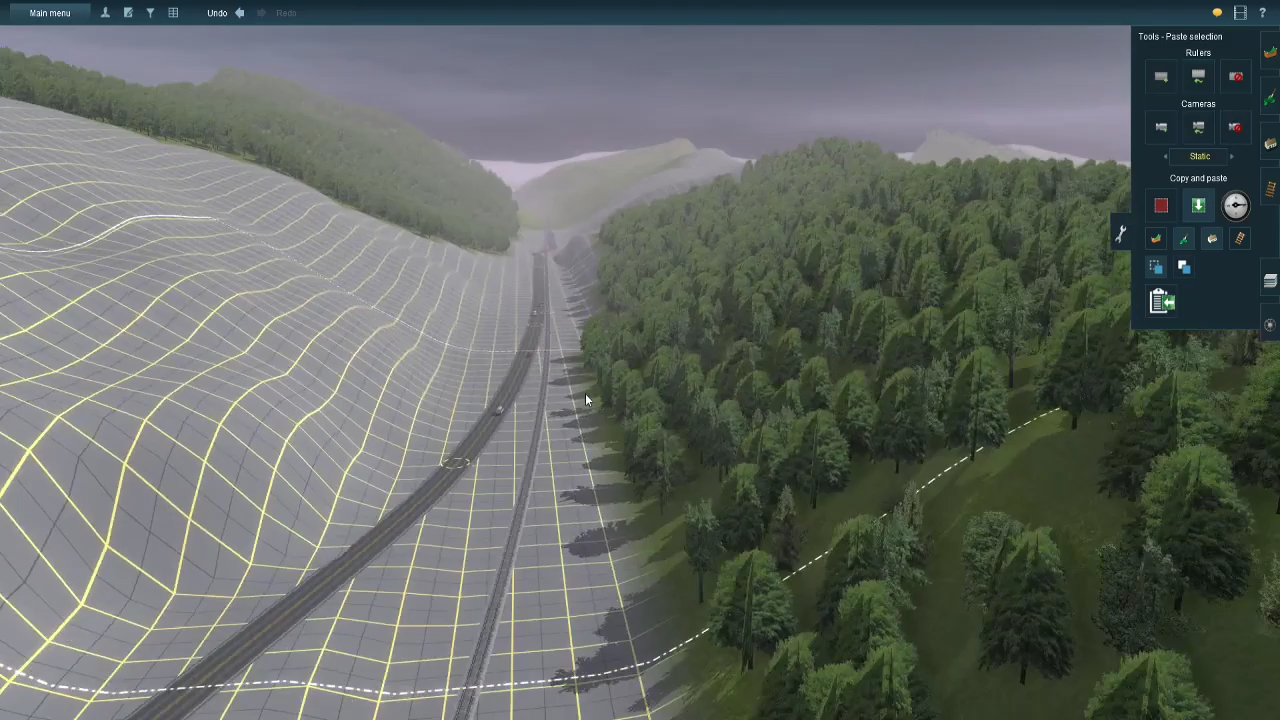 Main menu
Undo
Redo
?
Tools - Paste selection
Rulers
Cameras
Static
Copy and paste